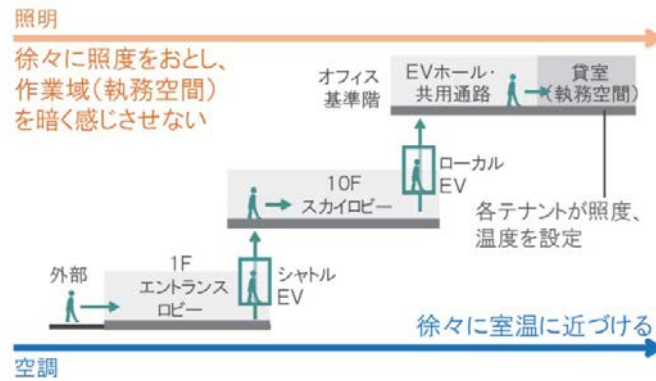 照明
徐々に照度をおとし、
作業域（執務空間）
を暗く感じさせない
オフィス
基準階
EVホール・
共用通路
貸室
（執務空間）
ローカル
EV
10F
スカイロビー
各テナントが照度、
温度を設定
外部
1F
エントランス
ロビー
シャトル
EV
徐々に室温に近づける
空調